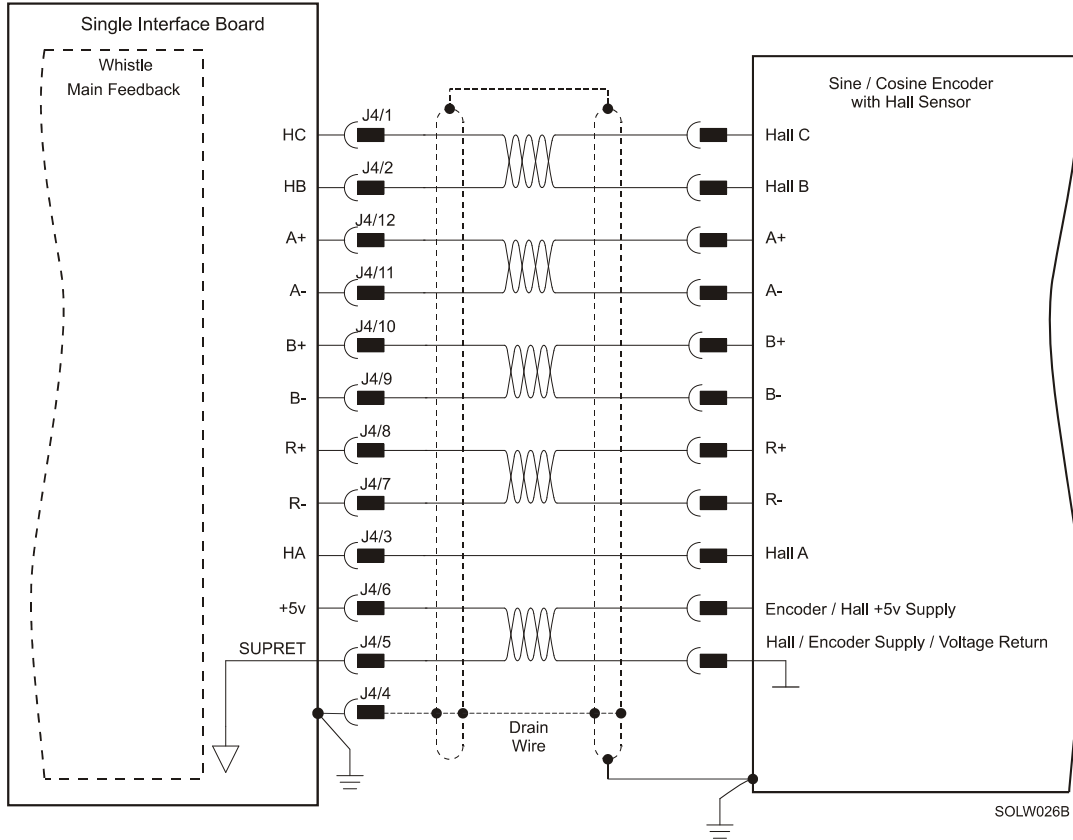 Single Interface Board
Whistle
Main Feedback
Sine / Cosine Encoder
with Hall Sensor
HC J4/1 Hall C
HB J4/2 Hall B
A+ J4/12 A+
A- J4/11 A-
B+ J4/10 B+
B- J4/9 B-
R+ J4/8 R+
R- J4/7 R-
HA J4/3 Hall A
+5v J4/6 Encoder / Hall +5v Supply
SUPRET J4/5 Hall / Encoder Supply / Voltage Return
J4/4
Drain
Wire
SOLW026B